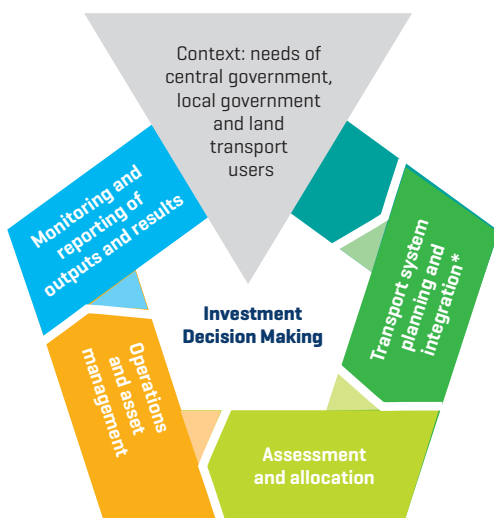 Context: needs of
central government,
local government
and land
transport
users
Monitoring and
reporting of
outputs and results
Transport system
planning and
integration*
Investment
Decision Making
Operations
and asset
management
Assessment
and allocation